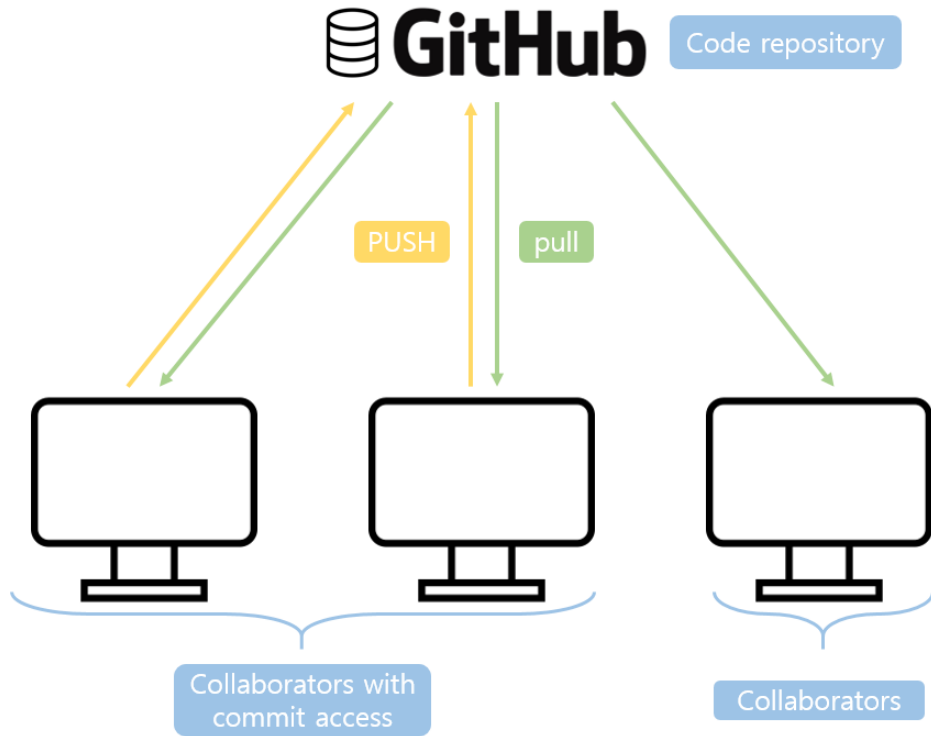 GitHub
Code repository
PUSH
pull
Collaborators with
commit access
Collaborators